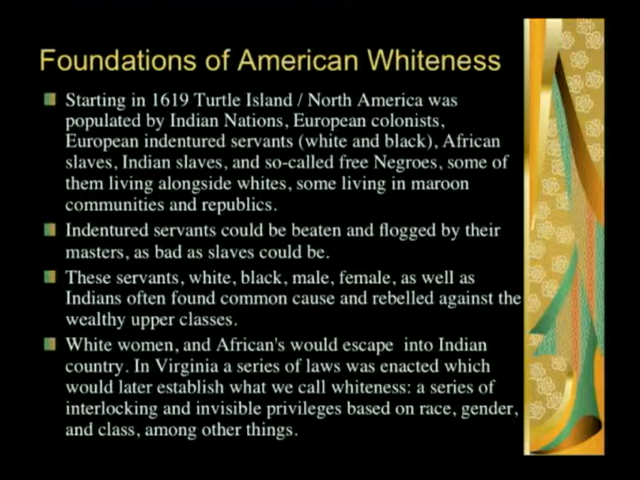 Foundations of American Whiteness
Starting in 1619 Turtle Island / North America was
populated by Indian Nations, European colonists,
European indentured servants (white and black), African
slaves, Indian slaves, and so-called free Negroes, some of
them living alongside whites, some living in maroon
communities and republics.
Indentured servants could be beaten and flogged by their
masters, as bad as slaves could be.
These servants, white, black, male, female, as well as
Indians often found common cause and rebelled against the
wealthy upper classes.
White women, and African's would escape into Indian
country. In Virginia a series of laws was enacted which
would later establish what we call whiteness: a series of
interlocking and invisible privileges based on race, gender,
and class, among other things.